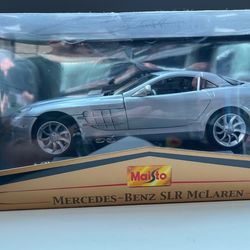 Maisto
MERCEDES-BENZ SLR MCLAREN